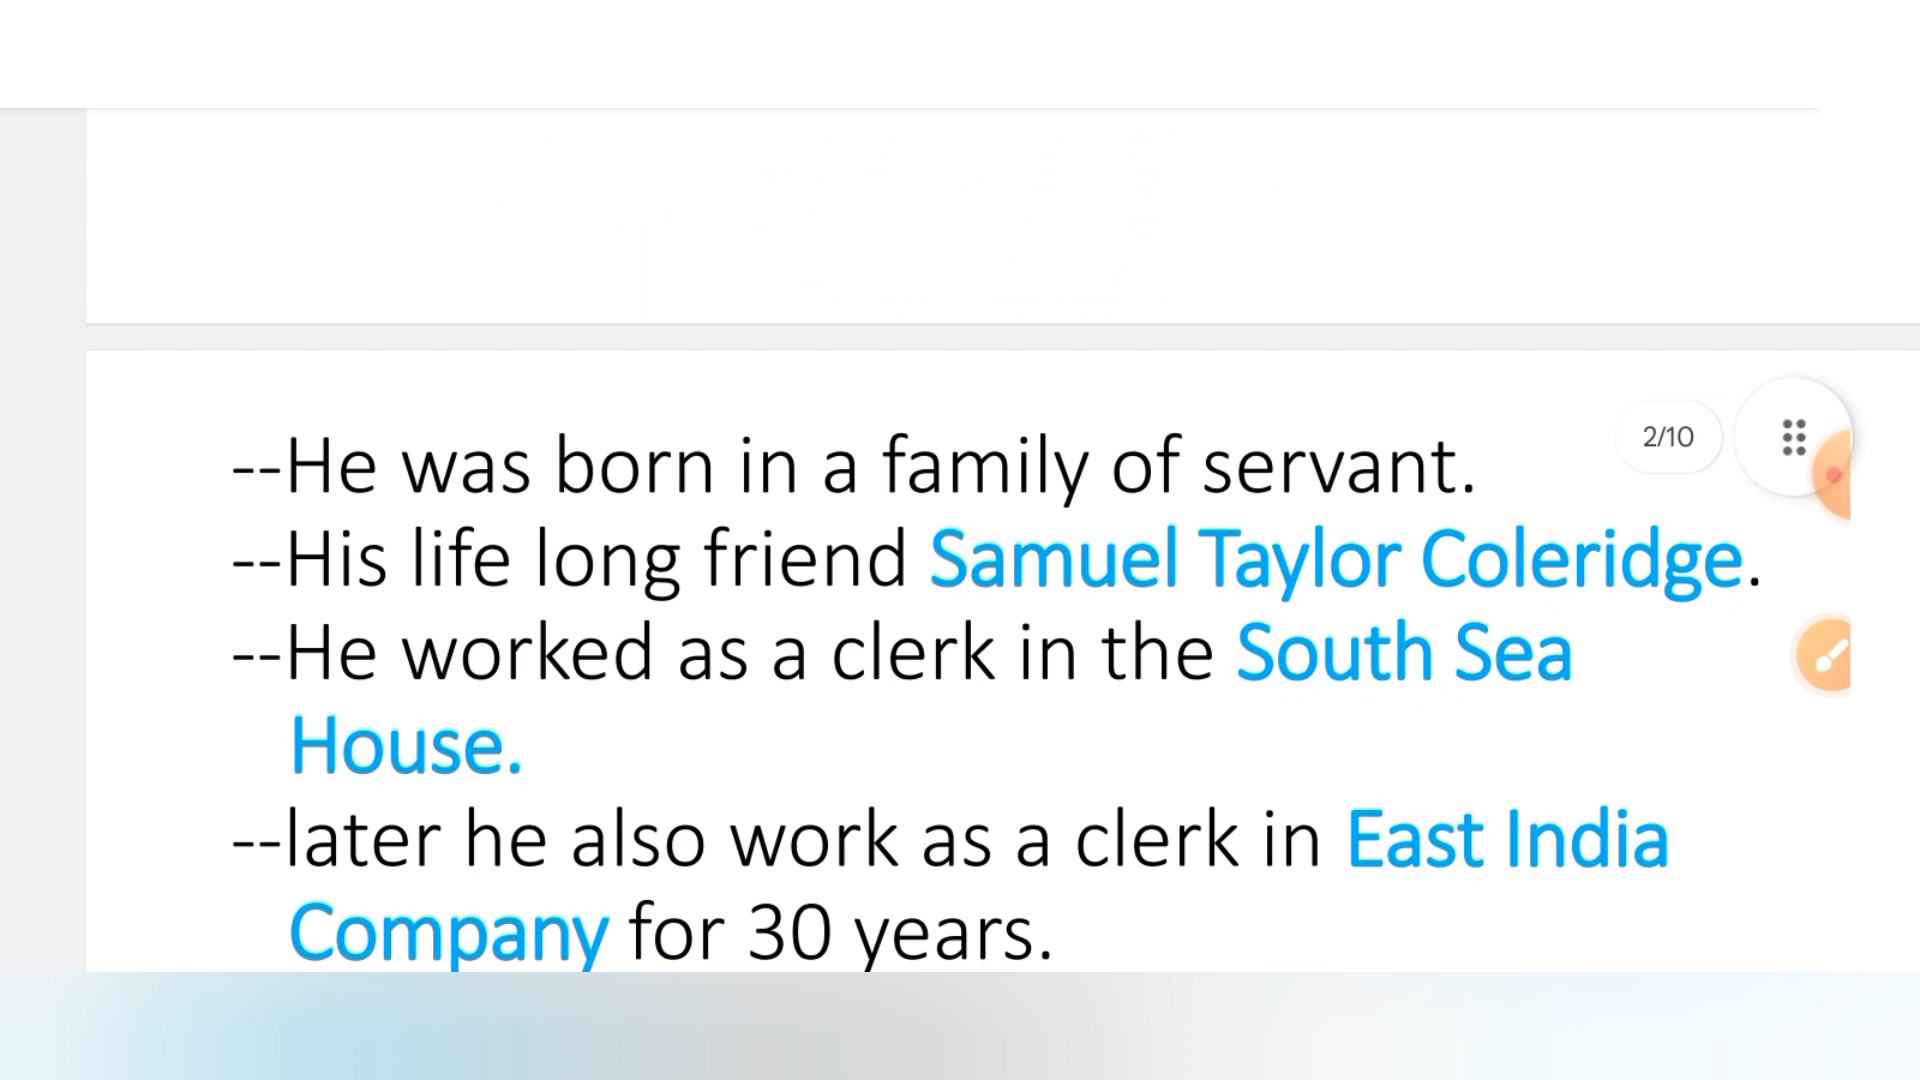 2/10
--He was born in a family of servant.
--His life long friend Samuel Taylor Coleridge.
--He worked as a clerk in the South Sea
House.
--later he also work as a clerk in East India
Company for 30 years.